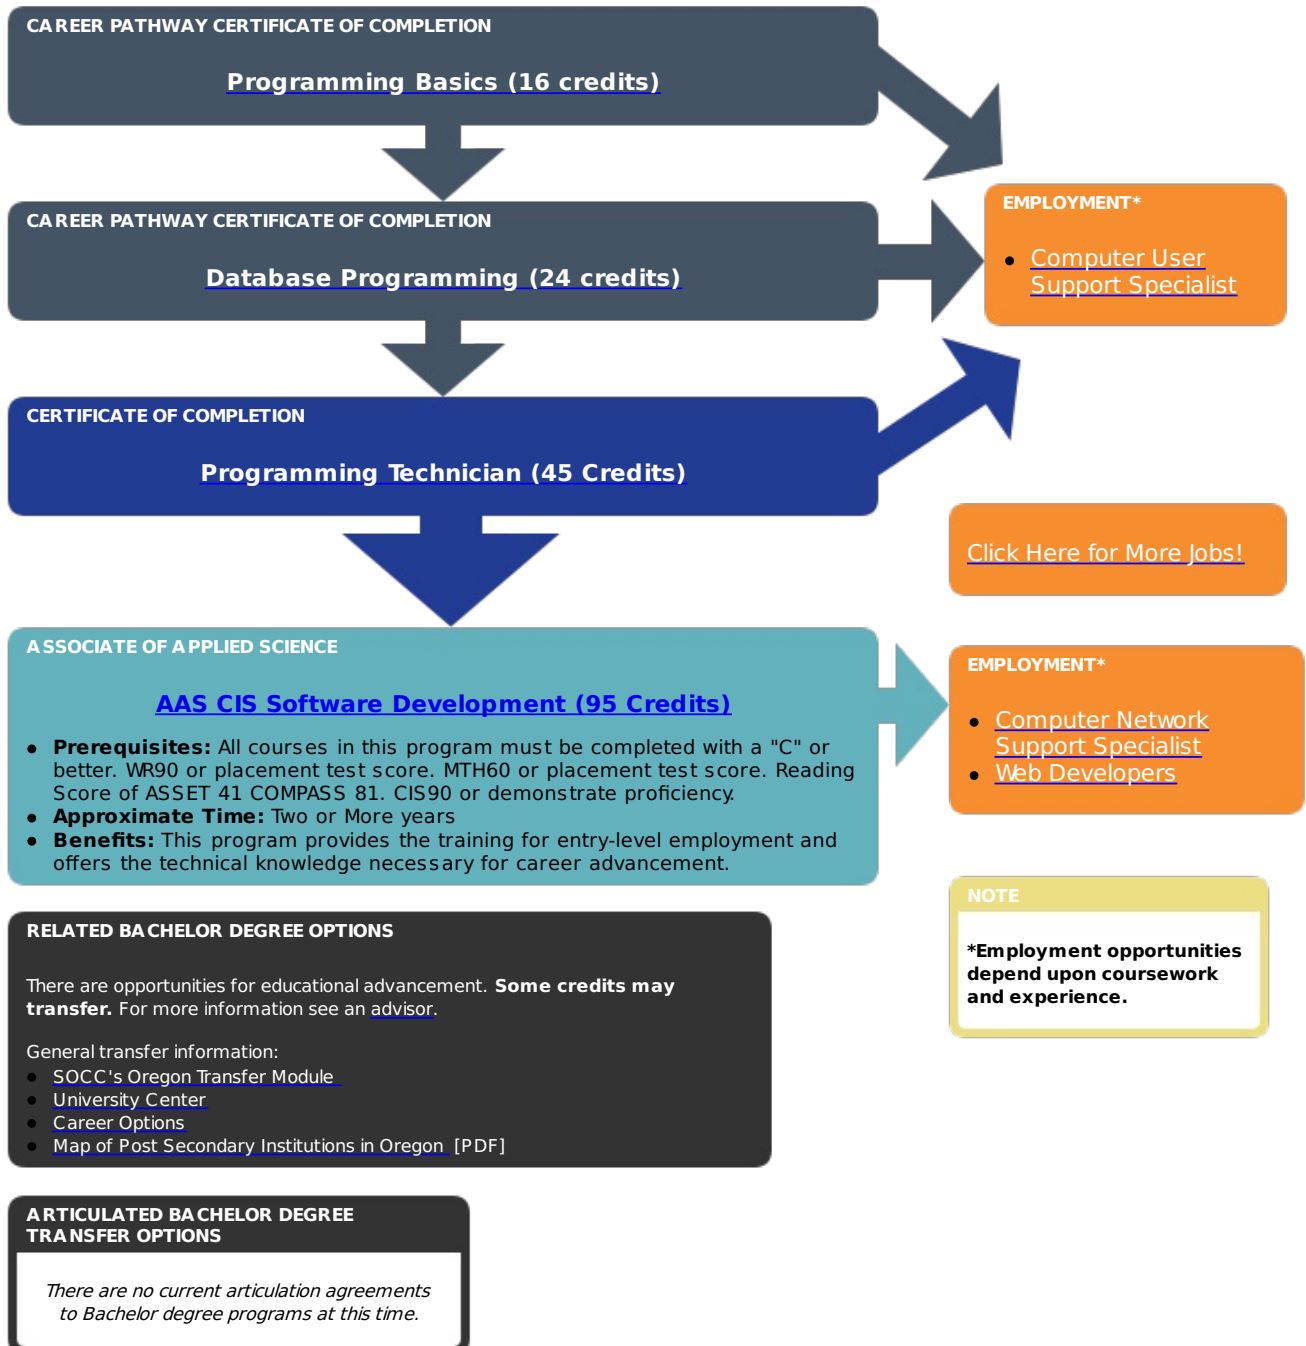 CAREER PATHWAY CERTIFICATE OF COMPLETION
Programming Basics (16 credits)
CAREER PATHWAY CERTIFICATE OF COMPLETION
Database Programming (24 credits)
EMPLOYMENT*
● Computer User
Support Specialist
CERTIFICATE OF COMPLETION
Programming Technician (45 Credits)
Click Here for More Jobs!
ASSOCIATE OF APPLIED SCIENCE
AAS CIS Software Development (95 Credits)
● Prerequisites: All courses in this program must be completed with a "C" or
better. WR90 or placement test score. MTH60 or placement test score. Reading
Score of ASSET 41 COMPASS 81. CIS90 or demonstrate proficiency.
● Approximate Time: Two or More years
● Benefits: This program provides the training for entry-level employment and
offers the technical knowledge necessary for career advancement.
EMPLOYMENT*
● Computer Network
Support Specialist
● Web Developers
NOTE
*Employment opportunities
depend upon coursework
and experience.
RELATED BACHELOR DEGREE OPTIONS
There are opportunities for educational advancement. Some credits may
transfer. For more information see an advisor.
General transfer information:
● SOCC's Oregon Transfer Module
● University Center
● Career Options
● Map of Post Secondary Institutions in Oregon [PDF]
ARTICULATED BACHELOR DEGREE
TRANSFER OPTIONS
There are no current articulation agreements
to Bachelor degree programs at this time.